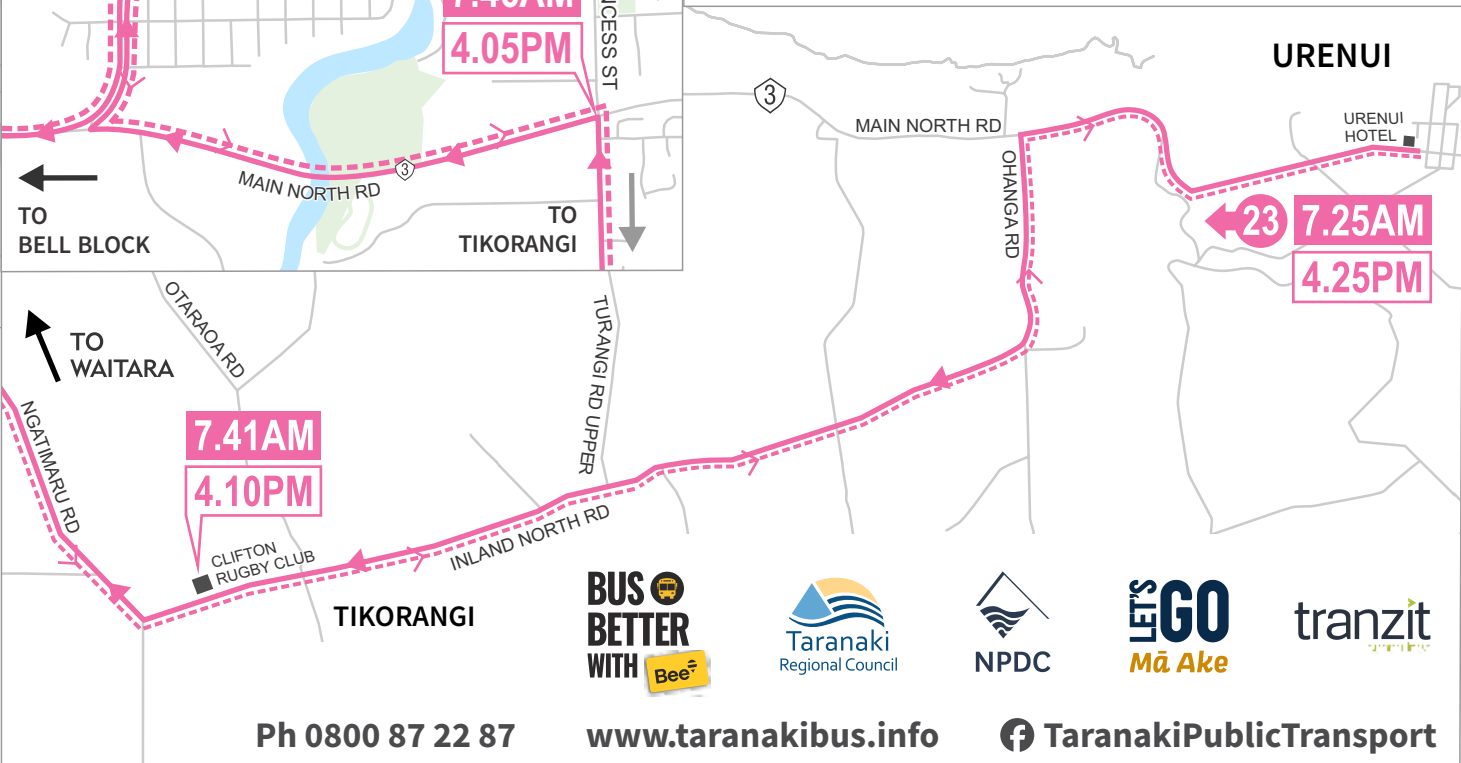 4.05PM
NCESS ST
3
MAIN NORTH RD
TO
BELL BLOCK
TO
TIKORANGI
3
MAIN NORTH RD
OHANGA RD
URENUI
URENUI
HOTEL
23
7.25AM
4.25PM
TO
WAITARA
OTARAOA RD
TURANGI RD UPPER
NGATIMARU RD
7.41AM
4.10PM
CLIFTON
RUGBY CLUB
INLAND NORTH RD
TIKORANGI
BUS
BETTER
WITH Bee
Taranaki
Regional Council
NPDC
LET'S
GO
Mā Ake
tranzit
Ph 0800 87 22 87
www.taranakibus.info
TaranakiPublicTransport